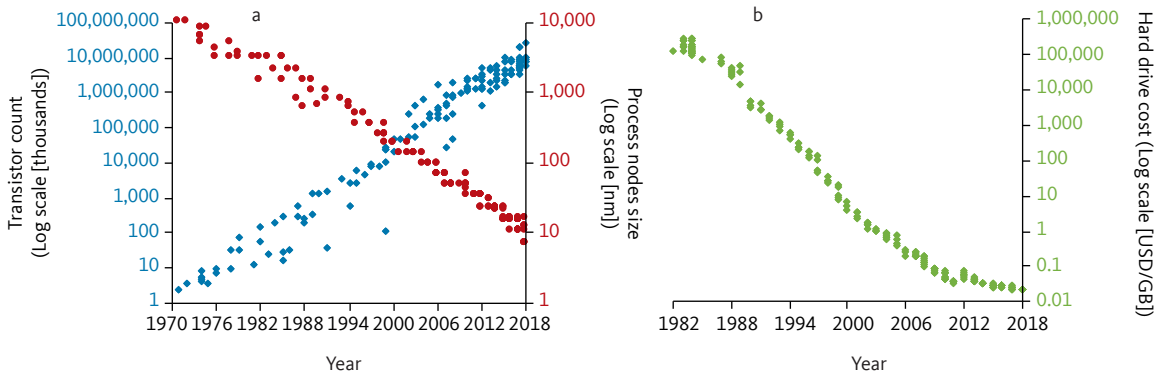 a
Transistor count
(Log scale [thousands])
100,000,000
10,000,000
1,000,000
100,000
10,000
1,000
100
10
1
10,000
1,000
100
10
1
Process nodes size
(Log scale [nm])
1970 1976 1982 1988 1994 2000 2006 2012 2018
Year
b
1,000,000
100,000
10,000
1,000
100
10
1
0.1
0.01
Hard drive cost (Log scale [USD/GB])
1982 1988 1994 2000 2006 2012 2018
Year